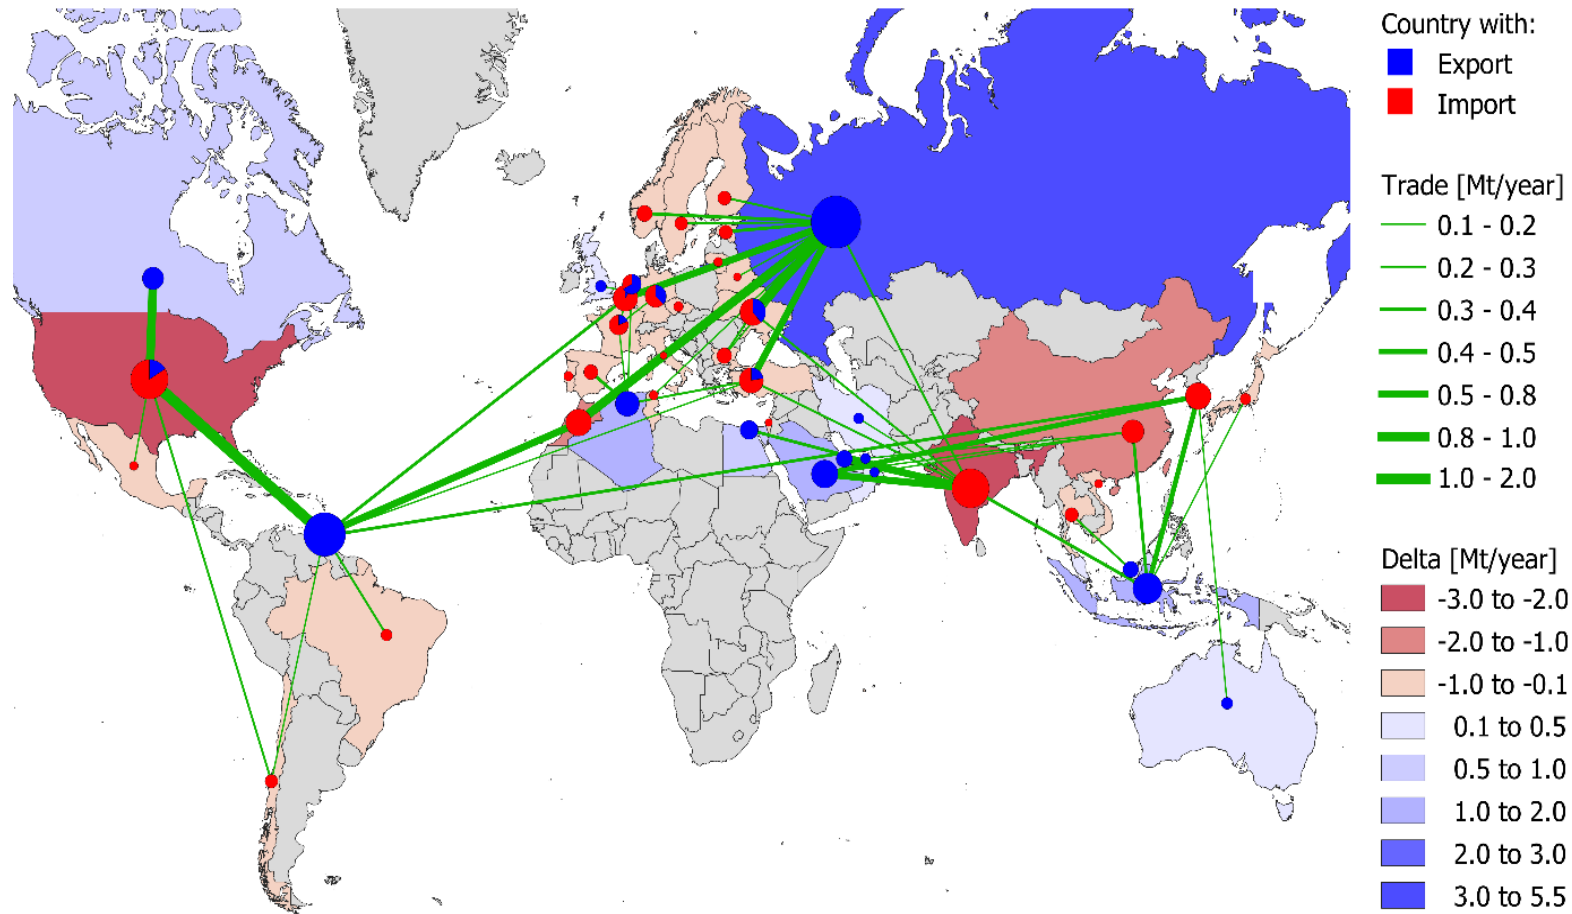 Country with:
Export
Import
Trade [Mt/year]
0.1 - 0.2
0.2 - 0.3
0.3 - 0.4
0.4 - 0.5
0.5 - 0.8
0.8 - 1.0
1.0 - 2.0
Delta [Mt/year]
-3.0 to -2.0
-2.0 to -1.0
-1.0 to -0.1
0.1 to 0.5
0.5 to 1.0
1.0 to 2.0
2.0 to 3.0
3.0 to 5.5